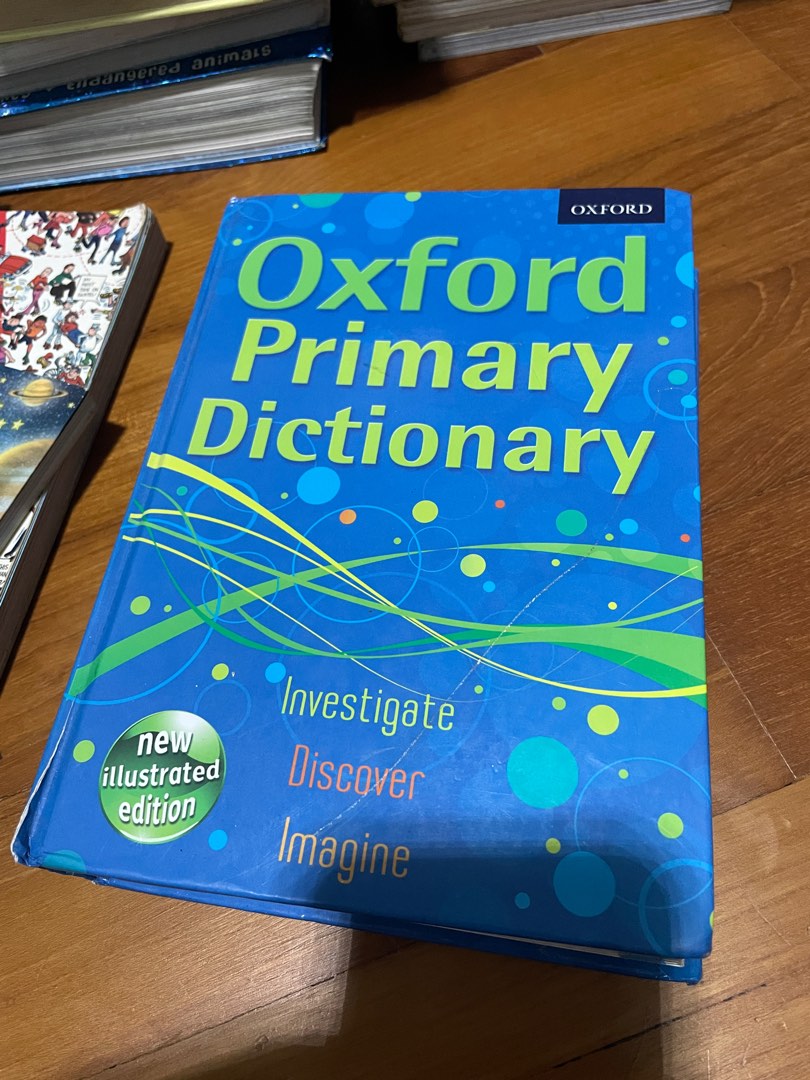 endangered animals
OXFORD
Oxford
Primary
Dictionary
Investigate
Discover
Imagine
new
illustrated
edition